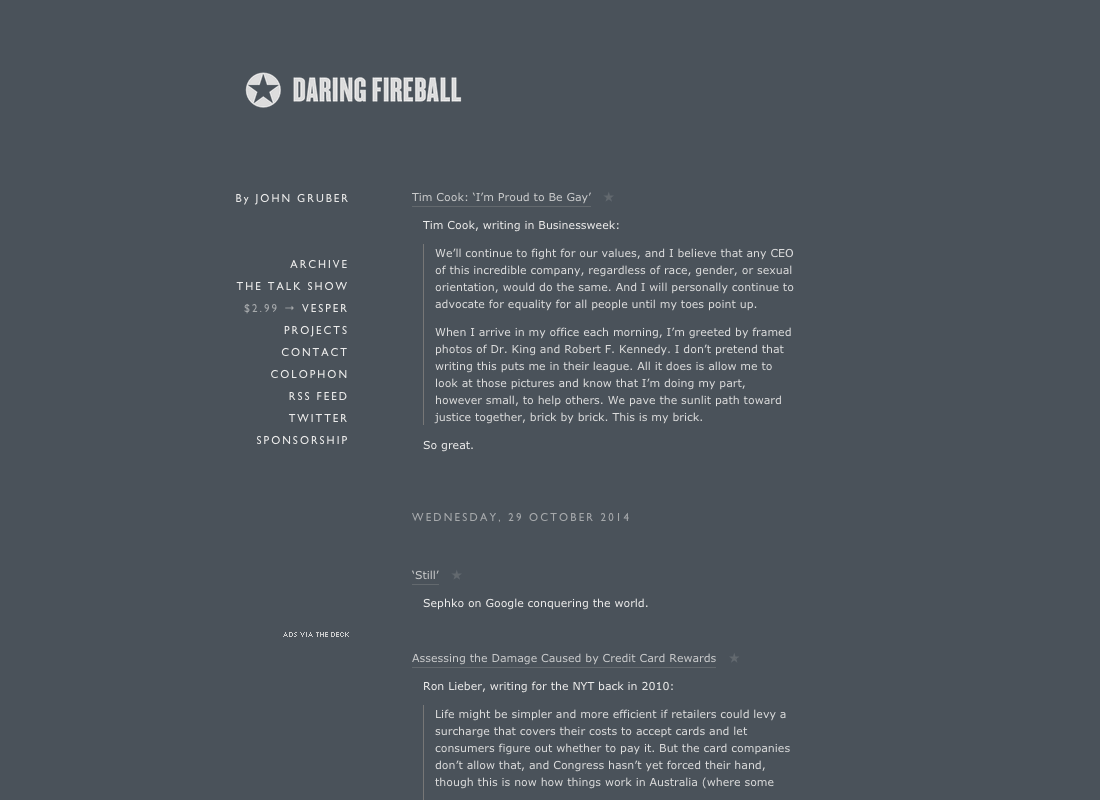 DARING FIREBALL
By JOHN GRUBER
ARCHIVE
THE TALK SHOW
$2.99 → VESPER
PROJECTS
CONTACT
COLOPHON
RSS FEED
TWITTER
SPONSORSHIP
ADS VIA THE DECK
Tim Cook: ‘I’m Proud to Be Gay’ ★
Tim Cook, writing in Businessweek:
We’ll continue to fight for our values, and I believe that any CEO
of this incredible company, regardless of race, gender, or sexual
orientation, would do the same. And I will personally continue to
advocate for equality for all people until my toes point up.
When I arrive in my office each morning, I’m greeted by framed
photos of Dr. King and Robert F. Kennedy. I don’t pretend that
writing this puts me in their league. All it does is allow me to
look at those pictures and know that I’m doing my part,
however small, to help others. We pave the sunlit path toward
justice together, brick by brick. This is my brick.
So great.
WEDNESDAY, 29 OCTOBER 2014
‘Still’ ★
Sephko on Google conquering the world.
Assessing the Damage Caused by Credit Card Rewards ★
Ron Lieber, writing for the NYT back in 2010:
Life might be simpler and more efficient if retailers could levy a
surcharge that covers their costs to accept cards and let
consumers figure out whether to pay it. But the card companies
don’t allow that, and Congress hasn’t yet forced their hand,
though this is now how things work in Australia (where some